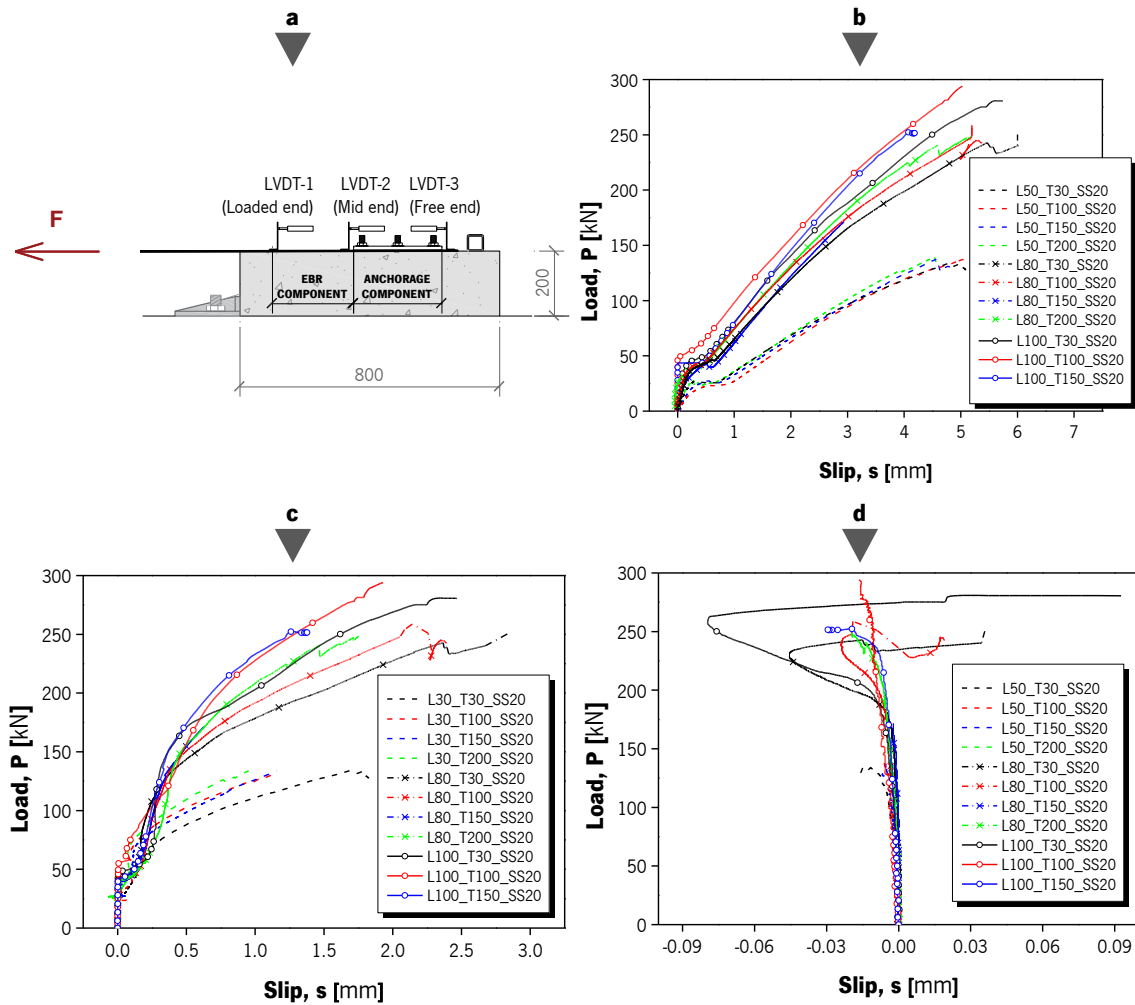 a
LVDT-1
(Loaded end)
LVDT-2
(Mid end)
LVDT-3
(Free end)
F
EBR
COMPONENT
ANCHORAGE
COMPONENT
200
800
b
300
250
200
150
100
50
0
0
1
2
3
4
5
6
7
Load, P [kN]
Slip, s [mm]
L50_T30_SS20
L50_T100_SS20
L50_T150_SS20
L50_T200_SS20
L80_T30_SS20
L80_T100_SS20
L80_T150_SS20
L80_T200_SS20
L100_T30_SS20
L100_T100_SS20
L100_T150_SS20
c
300
250
200
150
100
50
0
0.0
0.5
1.0
1.5
2.0
2.5
3.0
Load, P [kN]
Slip, s [mm]
L30_T30_SS20
L30_T100_SS20
L30_T150_SS20
L30_T200_SS20
L80_T30_SS20
L80_T100_SS20
L80_T150_SS20
L80_T200_SS20
L100_T30_SS20
L100_T100_SS20
L100_T150_SS20
d
300
250
200
150
100
50
0
-0.09
-0.06
-0.03
0.00
0.03
0.06
0.09
Load, P [kN]
Slip, s [mm]
L50_T30_SS20
L50_T100_SS20
L50_T150_SS20
L50_T200_SS20
L80_T30_SS20
L80_T100_SS20
L80_T150_SS20
L80_T200_SS20
L100_T30_SS20
L100_T100_SS20
L100_T150_SS20